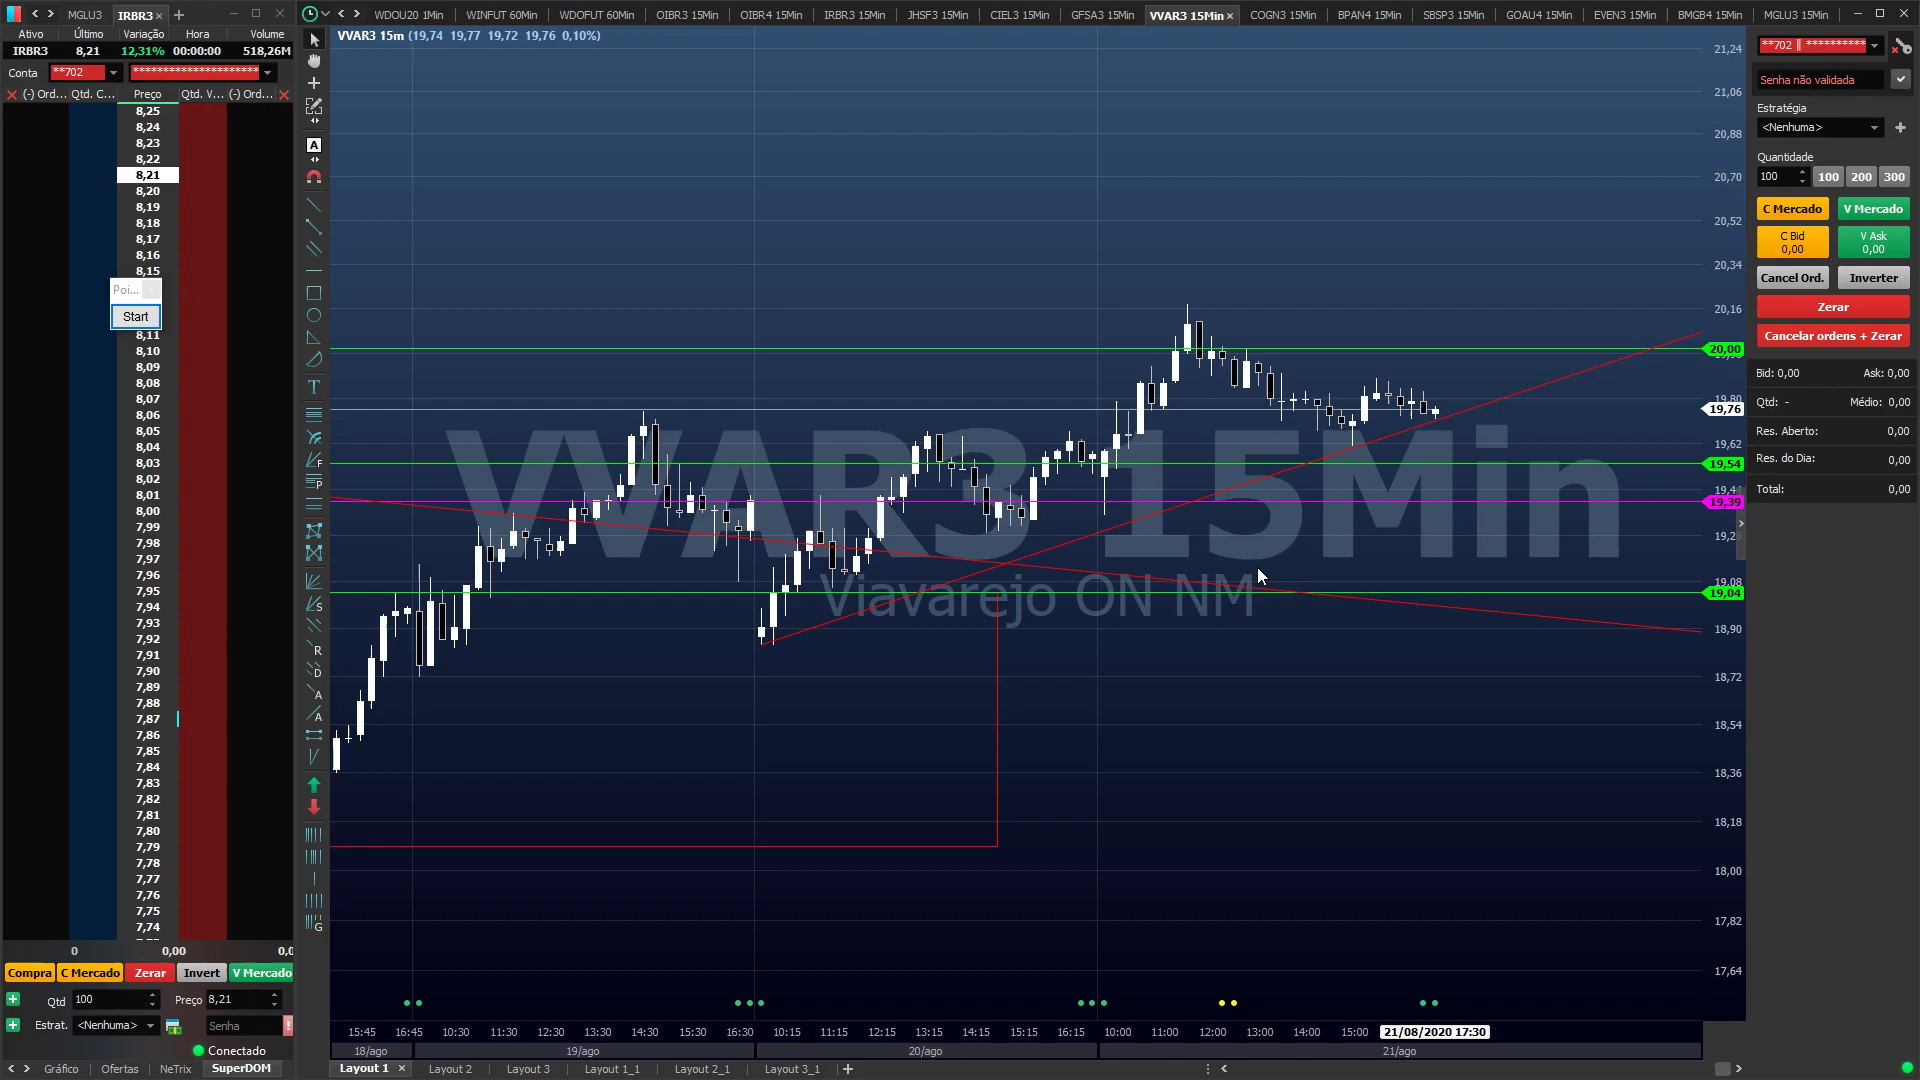 MGLU3 IRBR3
Ativo Último Variação Hora Volume
IRBR3 8,21 12,31% 00:00:00 518,26M
Conta **702 *********************
(-) Ord... Qtd. C... Preço Qtd. V... (-) Ord...
8,25
8,24
8,23
8,22
8,21
8,20
8,19
8,18
8,17
8,16
8,15
Poi...
Start
8,11
8,10
8,09
8,08
8,07
8,06
8,05
8,04
8,03
8,02
8,01
8,00
7,99
7,98
7,97
7,96
7,95
7,94
7,93
7,92
7,91
7,90
7,89
7,88
7,87
7,86
7,85
7,84
7,83
7,82
7,81
7,80
7,79
7,78
7,77
7,76
7,75
7,74
0 0,00 0,0
Compra C Mercado Zerar Invert V Mercado
Qtd 100 Preço 8,21
Estrat. <Nenhuma> Senha
Conectado
Gráfico Ofertas NeTrix SuperDOM
WDOU20 1Min WINFUT 60Min WDOFUT 60Min OIBR3 15Min OIBR4 15Min IRBR3 15Min JHSF3 15Min CIEL3 15Min GFSA3 15Min VVAR3 15Min COGN3 15Min BPAN4 15Min SBSP3 15Min GOAU4 15Min EVEN3 15Min BMGB4 15Min MGLU3 15Min
VVAR3 15m (19,74 19,77 19,72 19,76 0,10%)
VVAR3 15Min
Viavarejo ON NM
21,24
21,06
20,88
20,70
20,52
20,34
20,16
20,00
19,80
19,76
19,62
19,54
19,39
19,08
19,04
18,90
18,72
18,54
18,36
18,18
18,00
17,82
17,64
15:45 16:45 10:30 11:30 12:30 13:30 14:30 15:30 16:30 10:15 11:15 12:15 13:15 14:15 15:15 16:15 10:00 11:00 12:00 13:00 14:00 15:00 21/08/2020 17:30
18/ago 19/ago 20/ago 21/ago
Layout 1 Layout 2 Layout 3 Layout 1_1 Layout 2_1 Layout 3_1
**702 || **********
Senha não validada
Estratégia
<Nenhuma>
Quantidade
100 100 200 300
C Mercado V Mercado
C Bid V Ask
0,00 0,00
Cancel Ord. Inverter
Zerar
Cancelar ordens + Zerar
Bid: 0,00 Ask: 0,00
Qtd: - Médio: 0,00
Res. Aberto: 0,00
Res. do Dia: 0,00
Total: 0,00